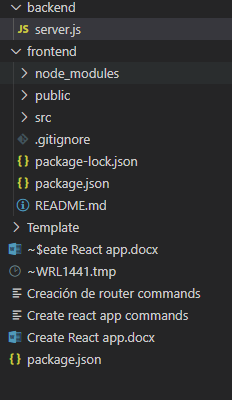 backend
JS server.js
frontend
node_modules
public
src
.gitignore
{} package-lock.json
{} package.json
README.md
Template
~$eate React app.docx
~WRL1441.tmp
Creación de router commands
Create react app commands
Create React app.docx
{} package.json